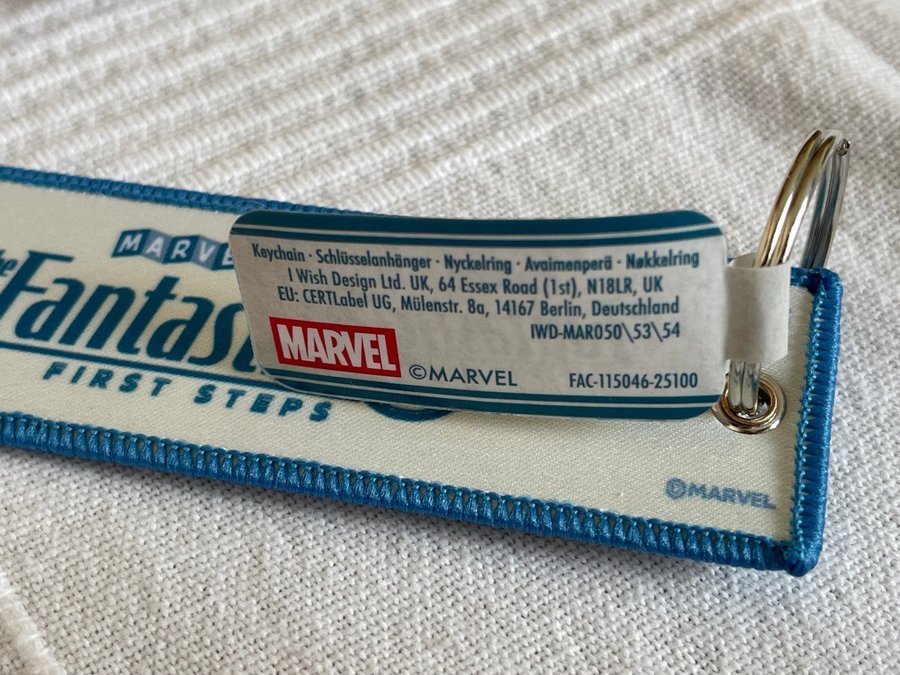 MARVEL
the Fantas
FIRST STEPS
Keychain · Schlüsselanhänger · Nyckelring · Avaimenperä · Nøkkelring
I Wish Design Ltd. UK, 64 Essex Road (1st), N18LR, UK
EU: CERTLabel UG, Mülenstr. 8a, 14167 Berlin, Deutschland
IWD-MAR050\53\54
MARVEL ©MARVEL FAC-115046-25100
©MARVEL